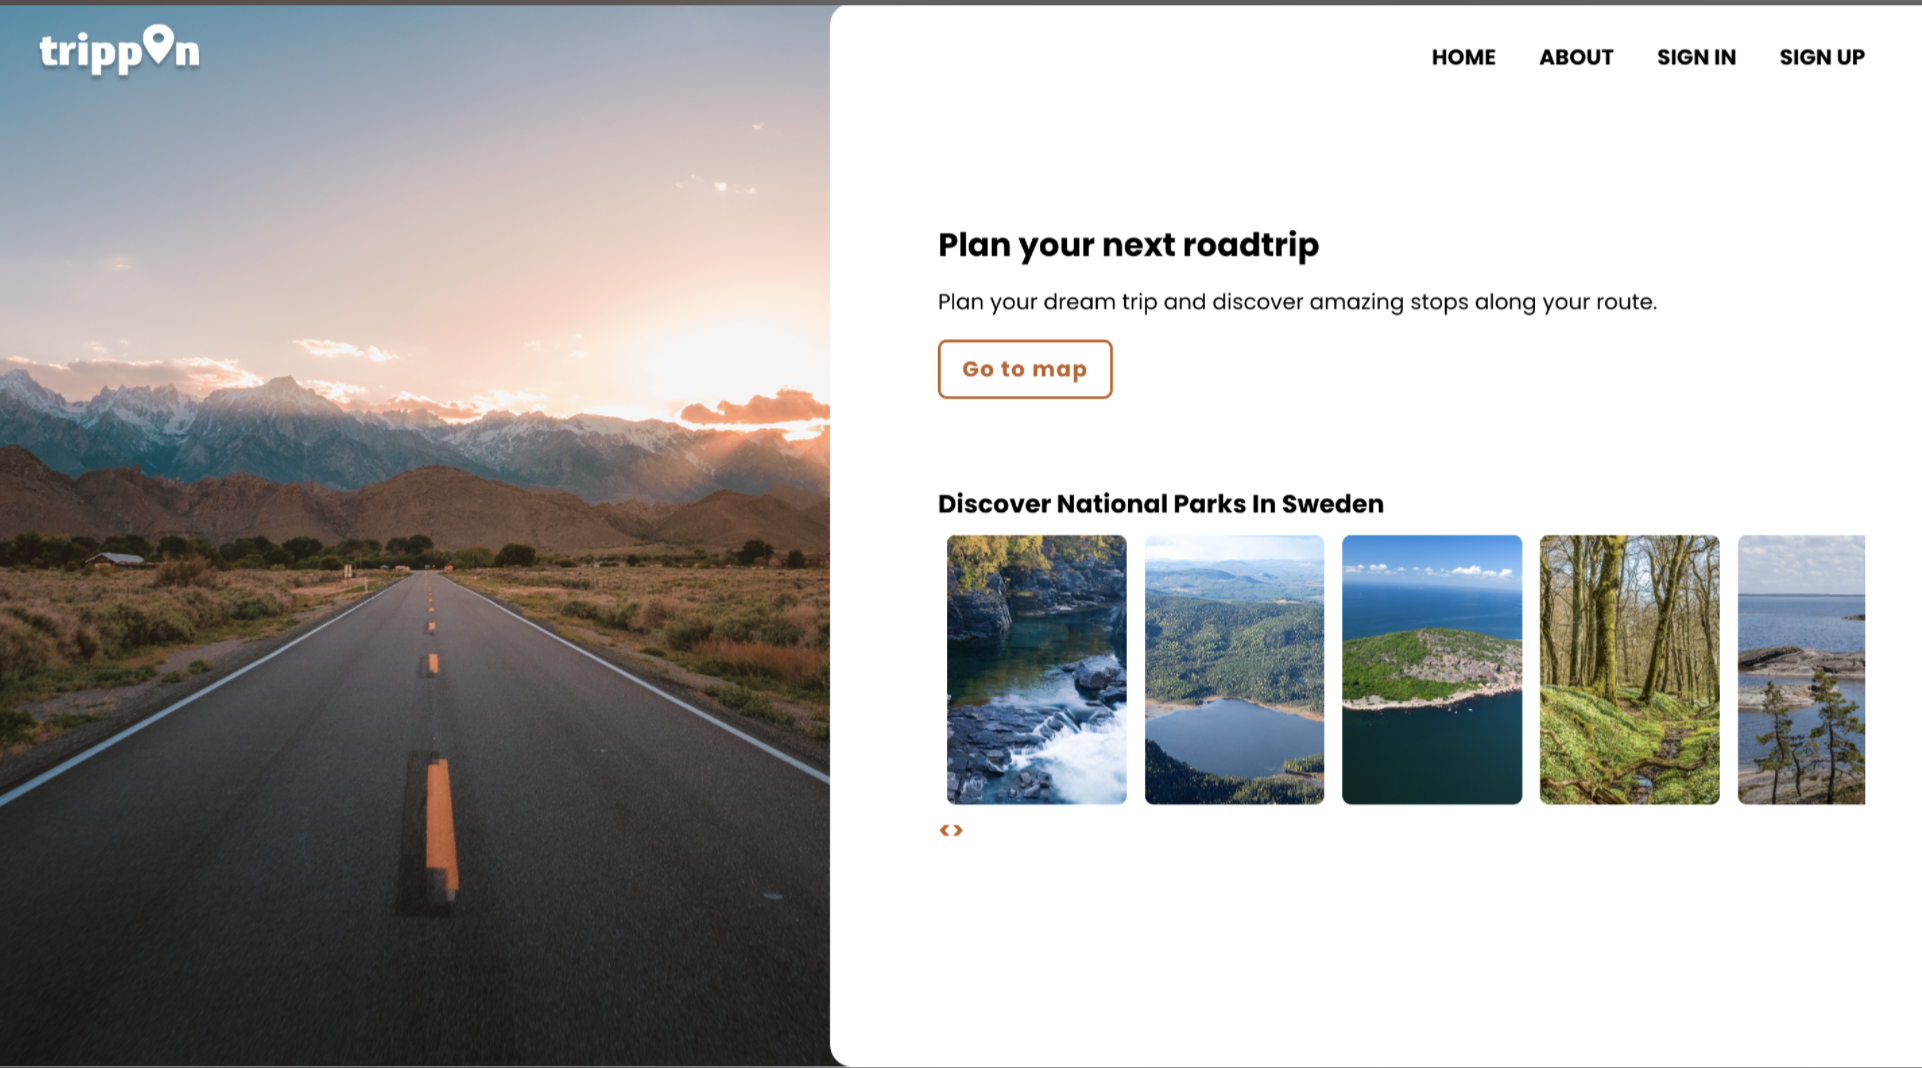 trippon
HOME ABOUT SIGN IN SIGN UP
Plan your next roadtrip
Plan your dream trip and discover amazing stops along your route.
Go to map
Discover National Parks In Sweden